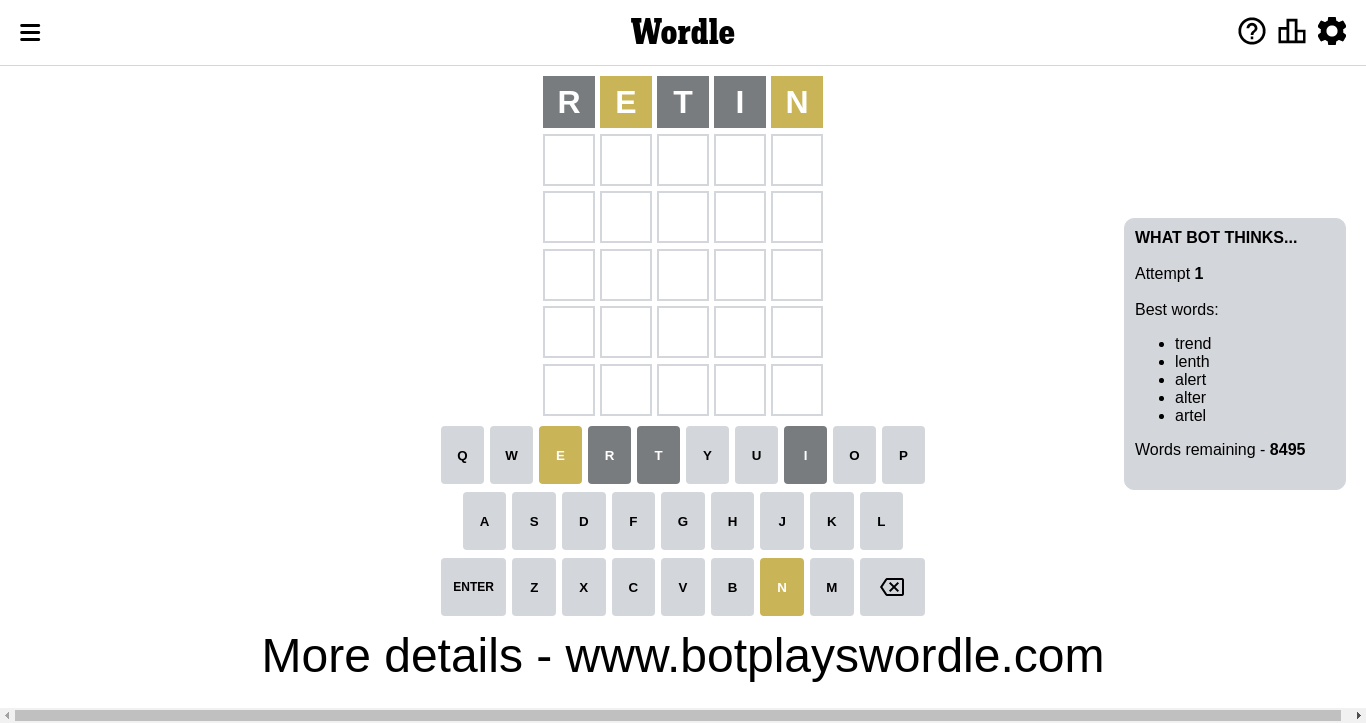 Wordle
R E T I N
WHAT BOT THINKS...
Attempt 1
Best words:
trend
lenth
alert
alter
artel
Words remaining - 8495
Q W E R T Y U I O P
A S D F G H J K L
ENTER Z X C V B N M
More details - www.botplayswordle.com